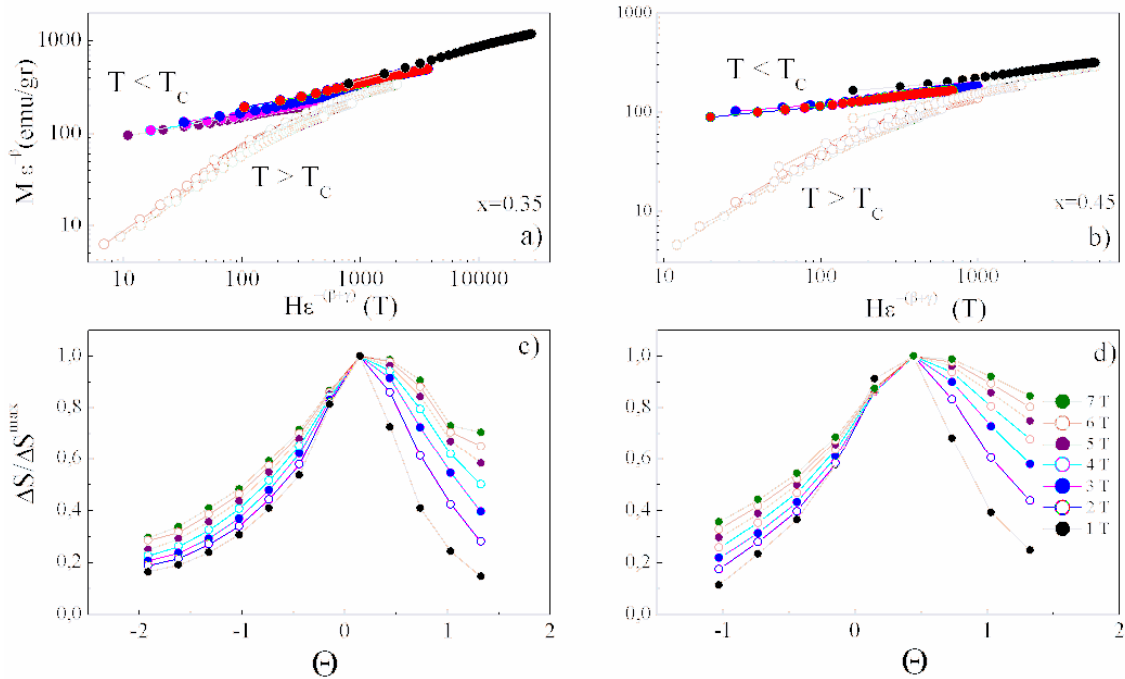 1000
100
10
M ε⁻ᵝ (emu/gr)
T < T_C
T > T_C
x=0.35
a)
10
100
1000
10000
Hε⁻⁽ᵝ⁺ᵞ⁾ (T)
1000
100
10
T < T_C
T > T_C
x=0.45
b)
10
100
1000
Hε⁻⁽ᵝ⁺ᵞ⁾ (T)
1,0
0,8
0,6
0,4
0,2
0,0
ΔS/ΔSᵐᵃˣ
c)
-2
-1
0
1
2
Θ
1,0
0,8
0,6
0,4
0,2
0,0
d)
7 T
6 T
5 T
4 T
3 T
2 T
1 T
-1
0
1
2
Θ